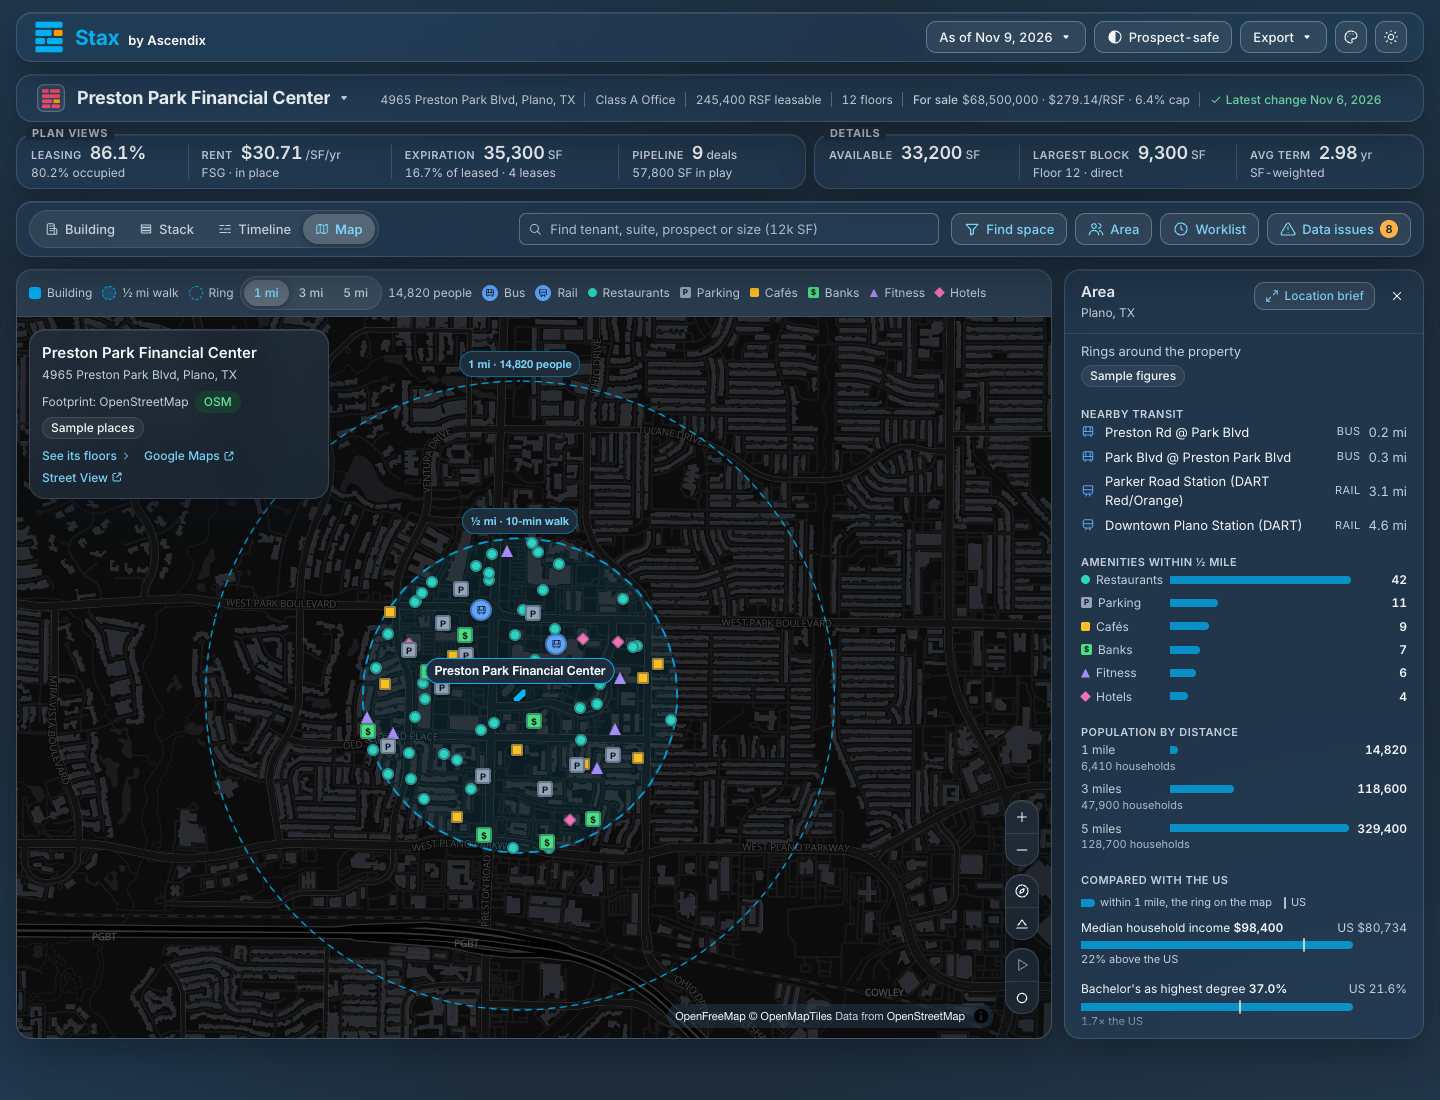 Stax by Ascendix
As of Nov 9, 2026
Prospect-safe
Export
Preston Park Financial Center
4965 Preston Park Blvd, Plano, TX
Class A Office
245,400 RSF leasable
12 floors
For sale $68,500,000 · $279.14/RSF · 6.4% cap
Latest change Nov 6, 2026
PLAN VIEWS
LEASING 86.1%
80.2% occupied
RENT $30.71 /SF/yr
FSG · in place
EXPIRATION 35,300 SF
16.7% of leased · 4 leases
PIPELINE 9 deals
57,800 SF in play
DETAILS
AVAILABLE 33,200 SF
LARGEST BLOCK 9,300 SF
Floor 12 · direct
AVG TERM 2.98 yr
SF-weighted
Building
Stack
Timeline
Map
Find tenant, suite, prospect or size (12k SF)
Find space
Area
Worklist
Data issues 8
Building
½ mi walk
Ring
1 mi
3 mi
5 mi
14,820 people
Bus
Rail
Restaurants
P Parking
Cafés
$ Banks
Fitness
Hotels
Preston Park Financial Center
4965 Preston Park Blvd, Plano, TX
Footprint: OpenStreetMap OSM
Sample places
See its floors
Google Maps
Street View
1 mi · 14,820 people
½ mi · 10-min walk
OHIO DRIVE
TULANE DRIVE
VENTURA DRIVE
WEST PARK BOULEVARD
WEST PARK BOULEVARD
Preston Park Financial Center
MIRA VISTA BOULEVARD
WEST PLANO PARKWAY
PRESTON ROAD
PGBT
PGBT
COWLEY
OpenFreeMap © OpenMapTiles Data from OpenStreetMap
Area
Plano, TX
Location brief
Rings around the property
Sample figures
NEARBY TRANSIT
Preston Rd @ Park Blvd BUS 0.2 mi
Park Blvd @ Preston Park Blvd BUS 0.3 mi
Parker Road Station (DART
Red/Orange) RAIL 3.1 mi
Downtown Plano Station (DART) RAIL 4.6 mi
AMENITIES WITHIN ½ MILE
Restaurants 42
P Parking 11
Cafés 9
$ Banks 7
Fitness 6
Hotels 4
POPULATION BY DISTANCE
1 mile 14,820
6,410 households
3 miles 118,600
47,900 households
5 miles 329,400
128,700 households
COMPARED WITH THE US
within 1 mile, the ring on the map US
Median household income $98,400 US $80,734
22% above the US
Bachelor's as highest degree 37.0% US 21.6%
1.7× the US